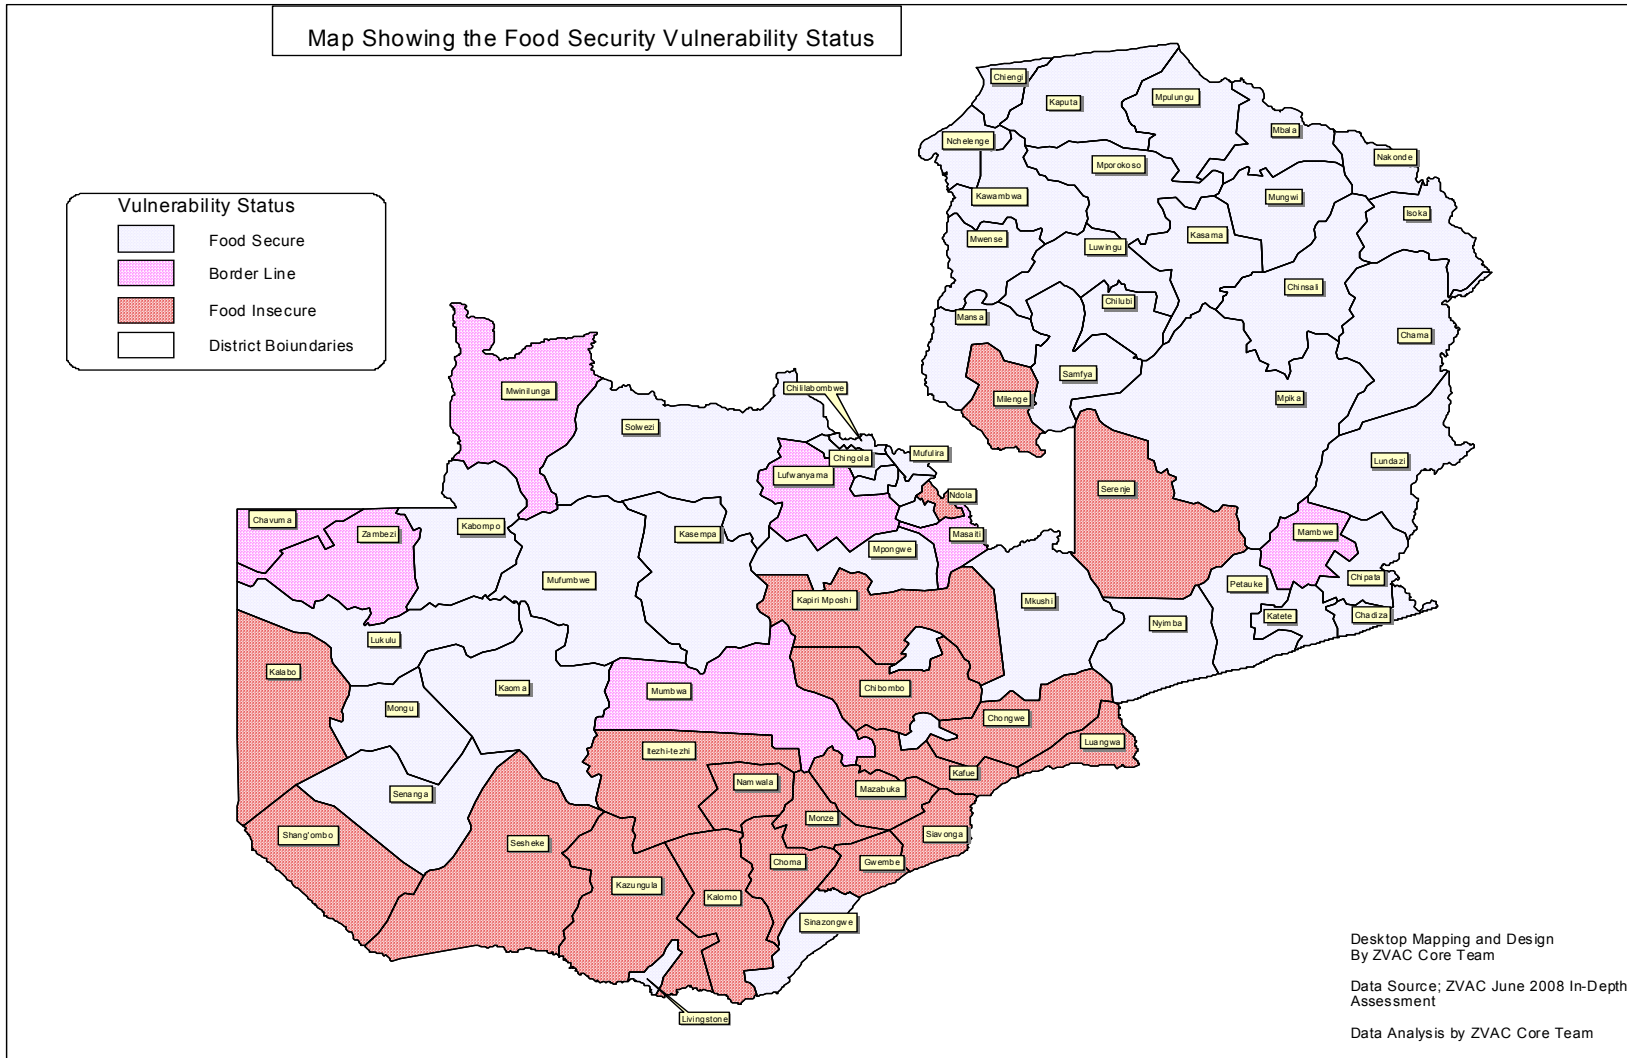 Map Showing the Food Security Vulnerability Status
Vulnerability Status
Food Secure
Border Line
Food Insecure
District Boiundaries
Chiengi
Kaputa
Mpulungu
Mbala
Nchelenge
Mporokoso
Nakonde
Kawambwa
Mungwi
Isoka
Mwense
Luwingu
Kasama
Chinsali
Chilubi
Mansa
Chama
Samfya
Milenge
Mpika
Mwinilunga
Chililabombwe
Solwezi
Chingola
Mufulira
Lufwanyama
Lundazi
Serenje
Ndola
Chavuma
Zambezi
Kabompo
Kasempa
Masaiti
Mambwe
Mpongwe
Mufumbwe
Chipata
Petauke
Kapiri Mposhi
Mkushi
Nyimba
Katete
Chadiza
Lukulu
Kalabo
Kaoma
Mumbwa
Chibombo
Mongu
Chongwe
Luangwa
Itezhi-tezhi
Kafue
Namwala
Mazabuka
Senanga
Monze
Shang'ombo
Sesheke
Siavonga
Choma
Gwembe
Kazungula
Kalomo
Sinazongwe
Livingstone
Desktop Mapping and Design
By ZVAC Core Team
Data Source; ZVAC June 2008 In-Depth
Assessment
Data Analysis by ZVAC Core Team